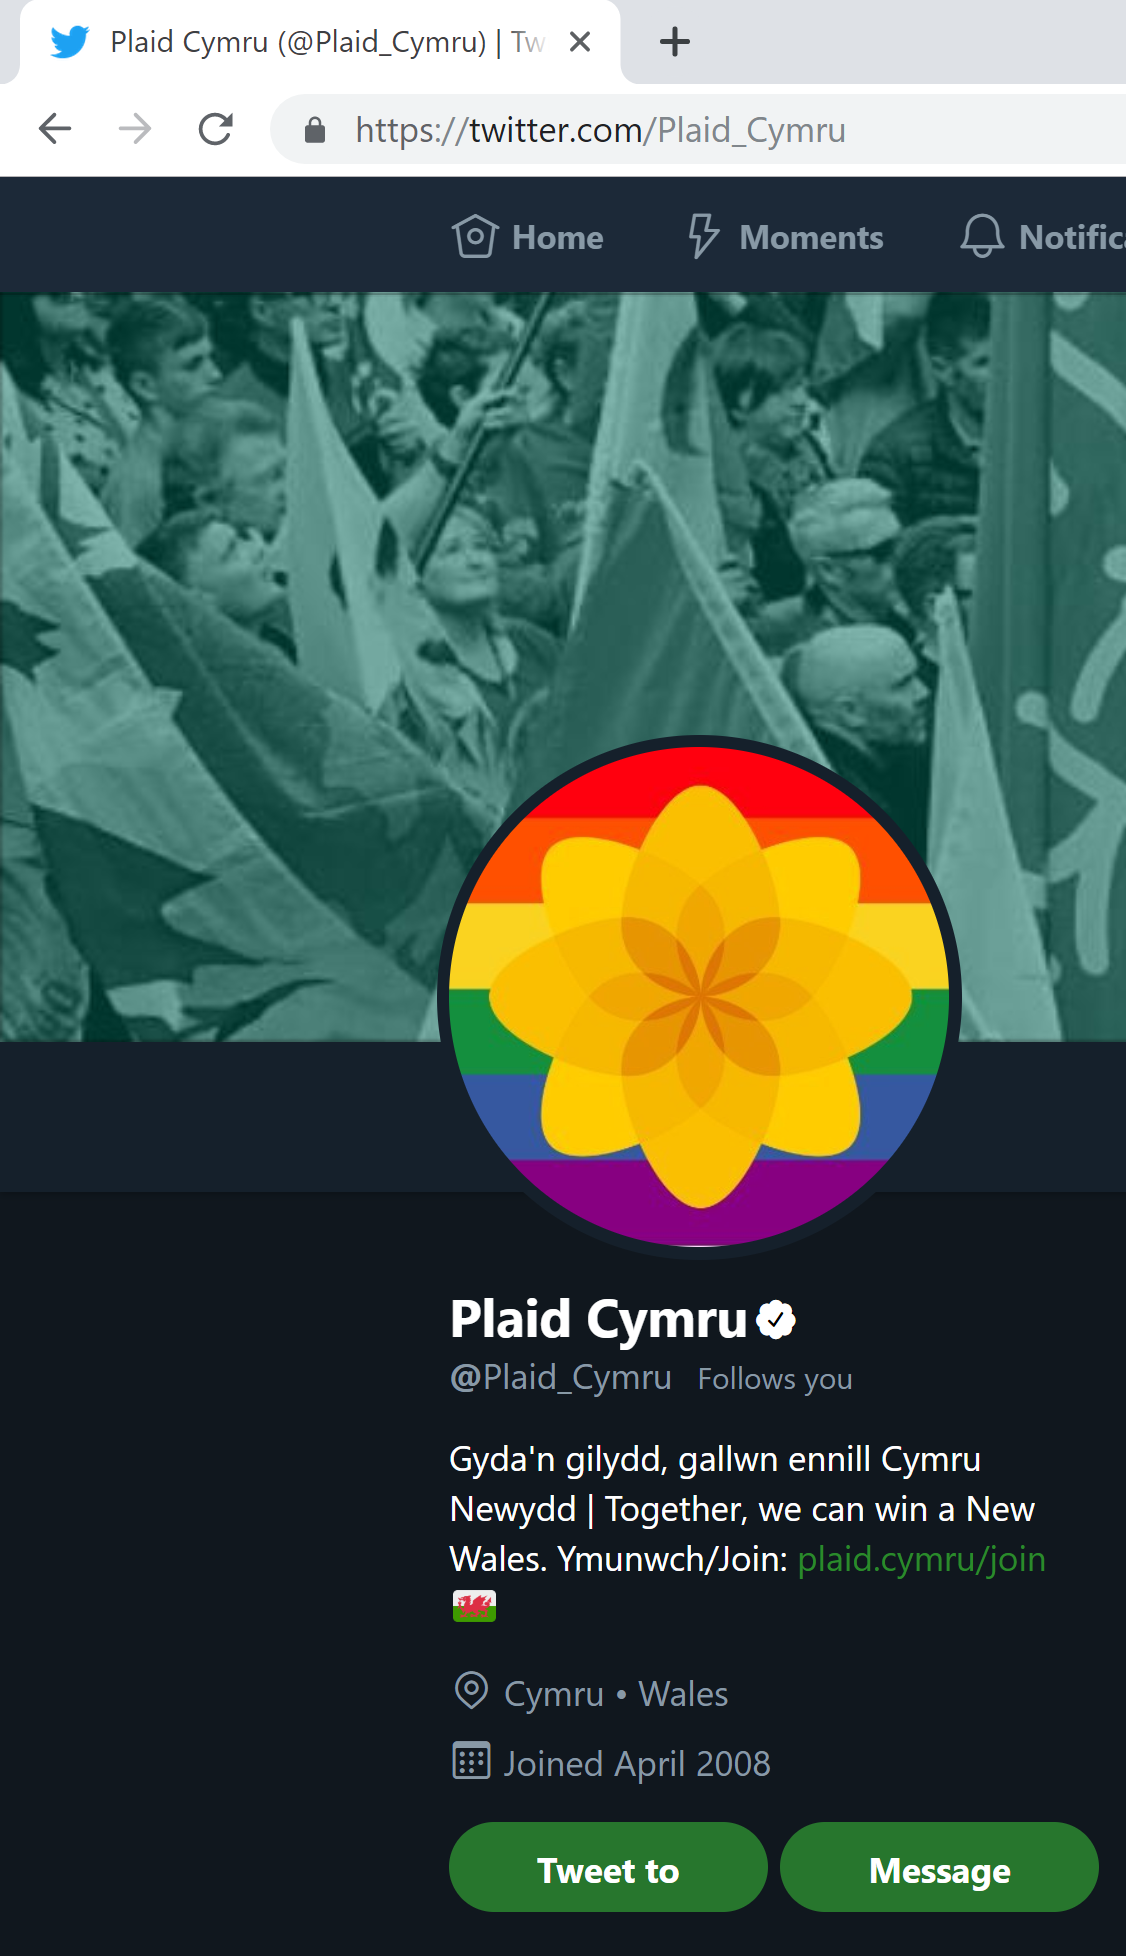 Plaid Cymru (@Plaid_Cymru) | Tw
https://twitter.com/Plaid_Cymru
Home Moments Notific
Plaid Cymru
@Plaid_Cymru Follows you
Gyda'n gilydd, gallwn ennill Cymru
Newydd | Together, we can win a New
Wales. Ymunwch/Join: plaid.cymru/join
Cymru • Wales
Joined April 2008
Tweet to Message